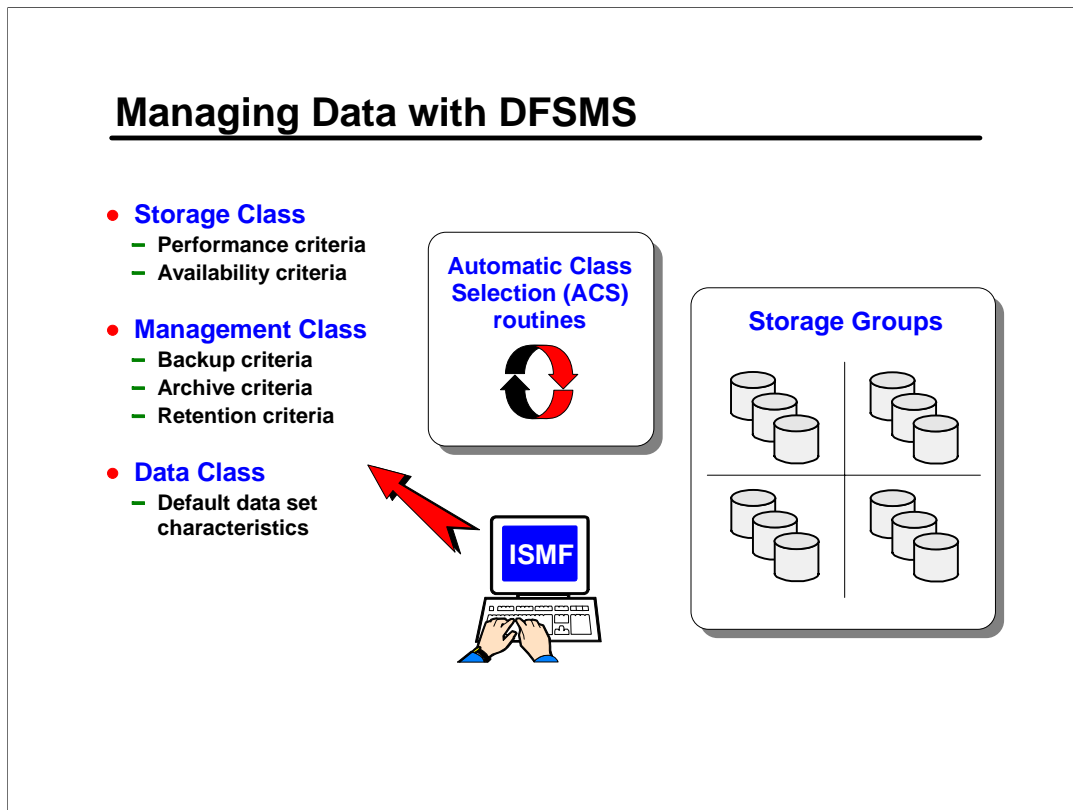 Managing Data with DFSMS
Storage Class
– Performance criteria
– Availability criteria
Management Class
– Backup criteria
– Archive criteria
– Retention criteria
Data Class
– Default data set
characteristics
Automatic Class
Selection (ACS)
routines
ISMF
Storage Groups